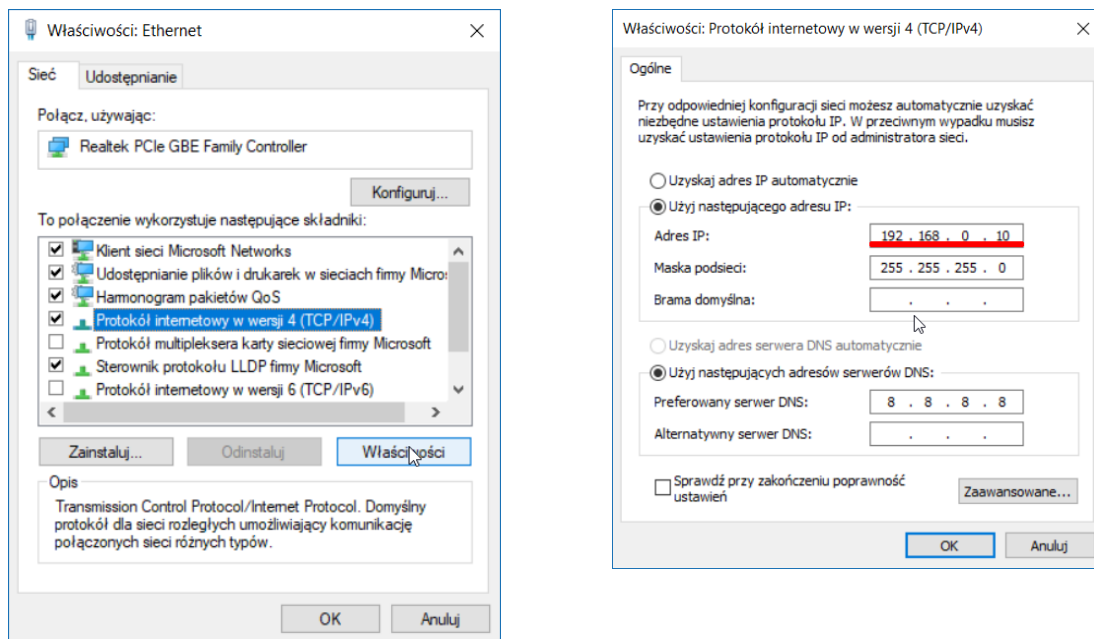 Właściwości: Ethernet
Sieć
Udostępnianie
Połącz, używając:
Realtek PCIe GBE Family Controller
Konfiguruj...
To połączenie wykorzystuje następujące składniki:
Klient sieci Microsoft Networks
Udostępnianie plików i drukarek w sieciach firmy Micro
Harmonogram pakietów QoS
Protokół internetowy w wersji 4 (TCP/IPv4)
Protokół multipleksera karty sieciowej firmy Microsoft
Sterownik protokołu LLDP firmy Microsoft
Protokół internetowy w wersji 6 (TCP/IPv6)
Zainstaluj...
Odinstaluj
Właściwości
Opis
Transmission Control Protocol/Internet Protocol. Domyślny
protokół dla sieci rozległych umożliwiający komunikację
połączonych sieci różnych typów.
OK
Anuluj
Właściwości: Protokół internetowy w wersji 4 (TCP/IPv4)
Ogólne
Przy odpowiedniej konfiguracji sieci możesz automatycznie uzyskać
niezbędne ustawienia protokołu IP. W przeciwnym wypadku musisz
uzyskać ustawienia protokołu IP od administratora sieci.
Uzyskaj adres IP automatycznie
Użyj następującego adresu IP:
Adres IP: 192 . 168 . 0 . 10
Maska podsieci: 255 . 255 . 255 . 0
Brama domyślna: . . .
Uzyskaj adres serwera DNS automatycznie
Użyj następujących adresów serwerów DNS:
Preferowany serwer DNS: 8 . 8 . 8 . 8
Alternatywny serwer DNS: . . .
Sprawdź przy zakończeniu poprawność
ustawień
Zaawansowane...
OK
Anuluj